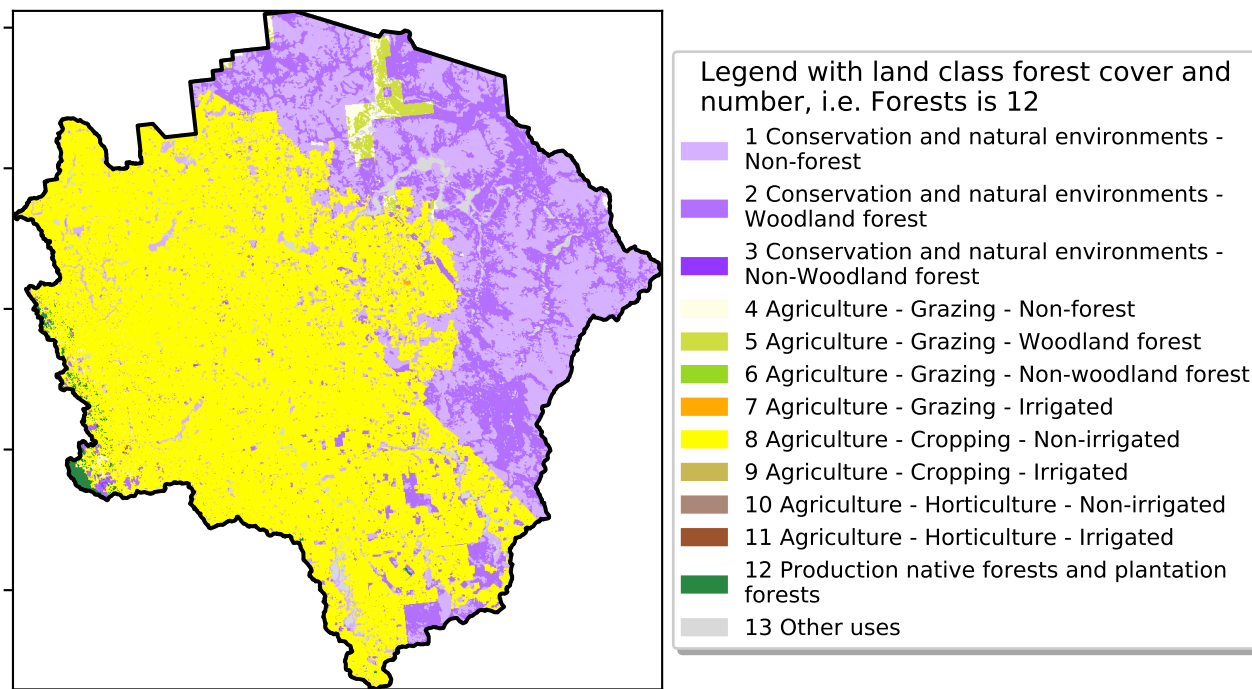 Legend with land class forest cover and
number, i.e. Forests is 12
1 Conservation and natural environments -
Non-forest
2 Conservation and natural environments -
Woodland forest
3 Conservation and natural environments -
Non-Woodland forest
4 Agriculture - Grazing - Non-forest
5 Agriculture - Grazing - Woodland forest
6 Agriculture - Grazing - Non-woodland forest
7 Agriculture - Grazing - Irrigated
8 Agriculture - Cropping - Non-irrigated
9 Agriculture - Cropping - Irrigated
10 Agriculture - Horticulture - Non-irrigated
11 Agriculture - Horticulture - Irrigated
12 Production native forests and plantation
forests
13 Other uses